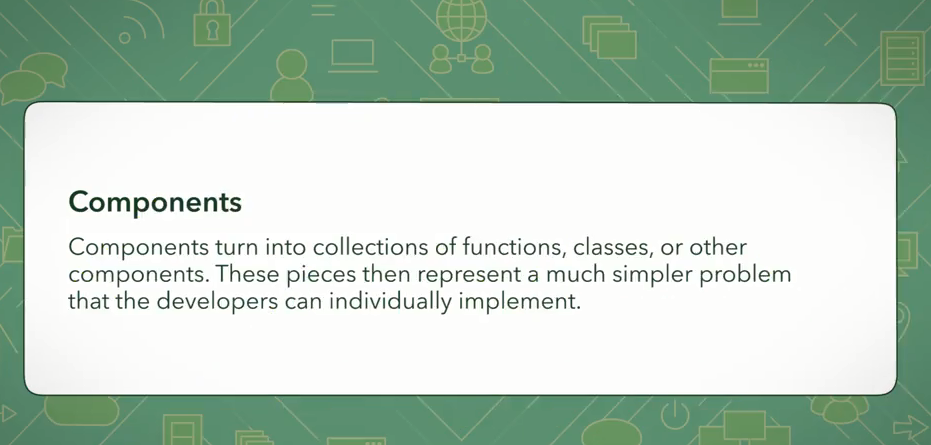 Components
Components turn into collections of functions, classes, or other
components. These pieces then represent a much simpler problem
that the developers can individually implement.